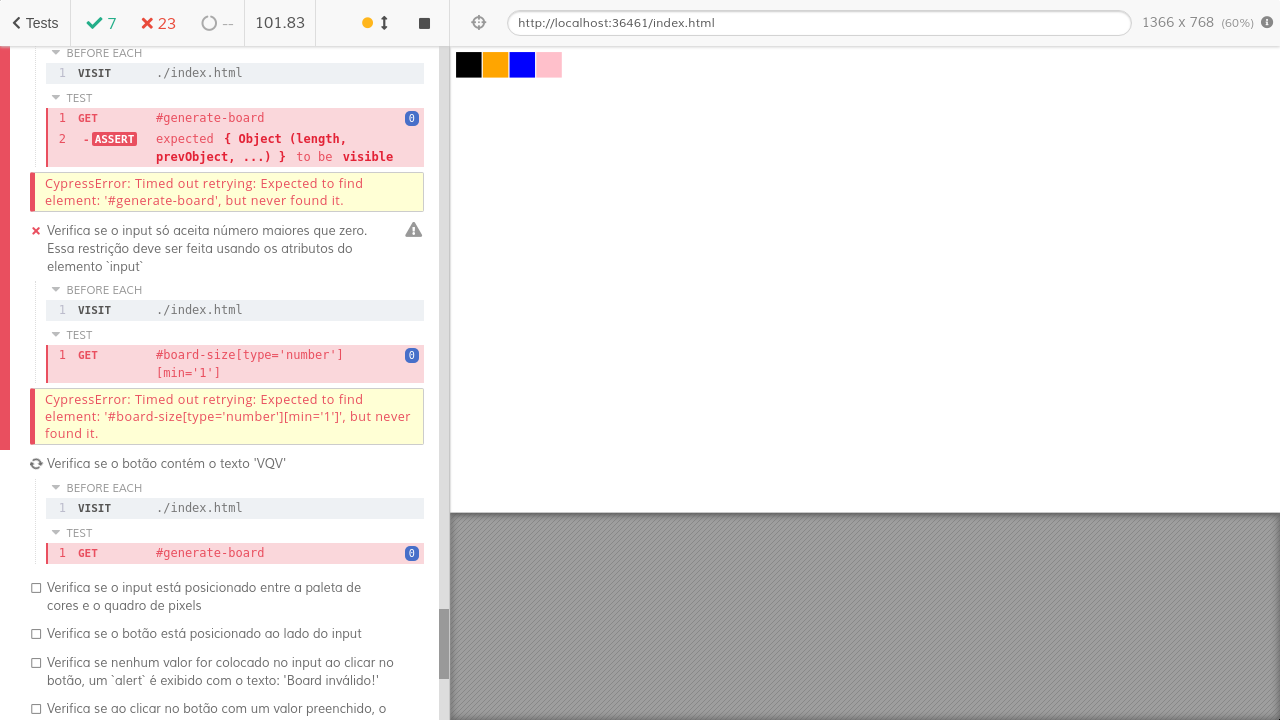 Tests
7
23
--
101.83
http://localhost:36461/index.html
1366 x 768 (60%)
BEFORE EACH
1 VISIT ./index.html
TEST
1 GET #generate-board 0
2 -ASSERT expected { Object (length,
prevObject, ...) } to be visible
CypressError: Timed out retrying: Expected to find
element: '#generate-board', but never found it.
Verifica se o input só aceita número maiores que zero.
Essa restrição deve ser feita usando os atributos do
elemento `input`
BEFORE EACH
1 VISIT ./index.html
TEST
1 GET #board-size[type='number'] 0
[min='1']
CypressError: Timed out retrying: Expected to find
element: '#board-size[type='number'][min='1']', but never
found it.
Verifica se o botão contém o texto 'VQV'
BEFORE EACH
1 VISIT ./index.html
TEST
1 GET #generate-board 0
Verifica se o input está posicionado entre a paleta de
cores e o quadro de pixels
Verifica se o botão está posicionado ao lado do input
Verifica se nenhum valor for colocado no input ao clicar no
botão, um `alert` é exibido com o texto: 'Board inválido!'
Verifica se ao clicar no botão com um valor preenchido, o